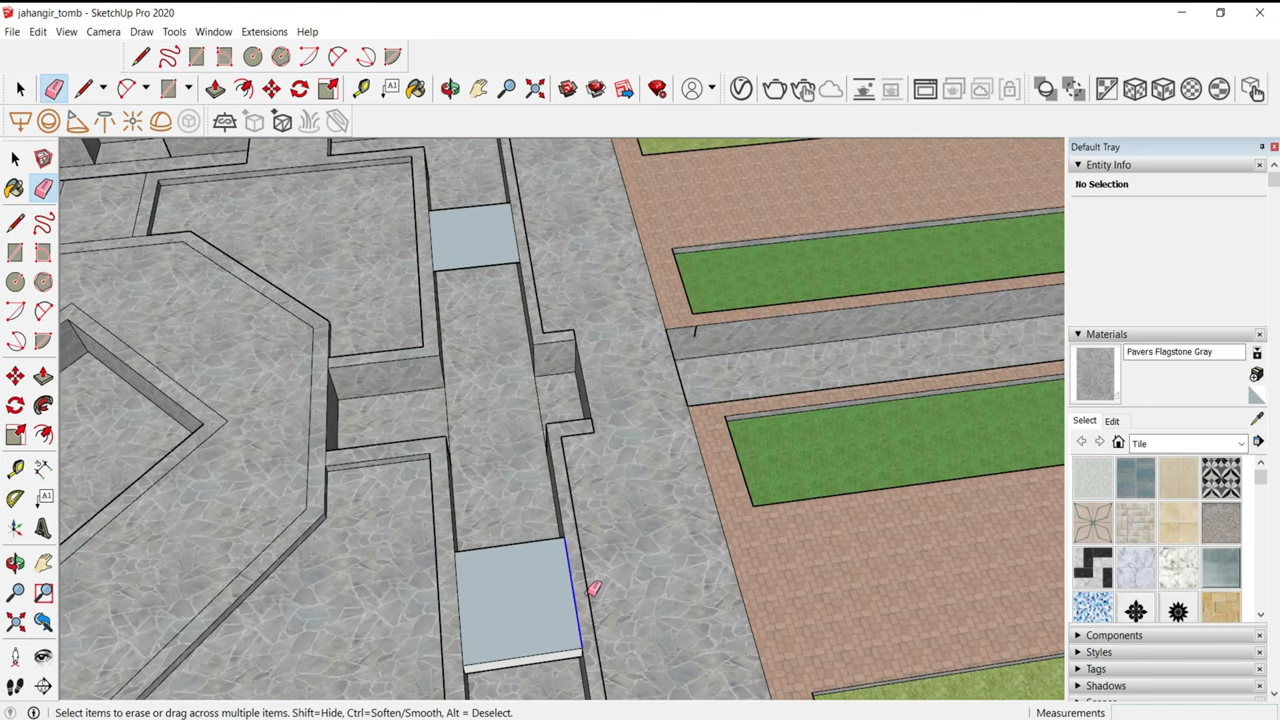 jahangir_tomb - SketchUp Pro 2020
File Edit View Camera Draw Tools Window Extensions Help
A1
Default Tray
Entity Info
No Selection
Materials
Pavers Flagstone Gray
Select Edit
Tile
A1
Components
Styles
Tags
Shadows
Select items to erase or drag across multiple items. Shift=Hide, Ctrl=Soften/Smooth, Alt = Deselect.
Measurements